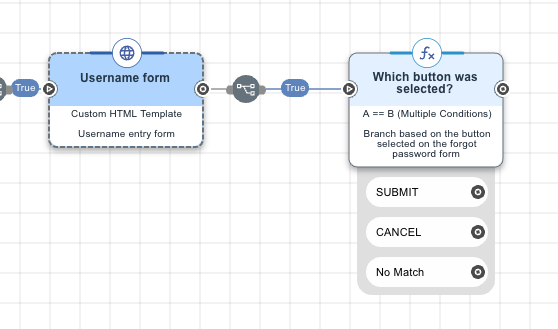 True
Username form
Custom HTML Template
Username entry form
True
fx
Which button was
selected?
A == B (Multiple Conditions)
Branch based on the button
selected on the forgot
password form
SUBMIT
CANCEL
No Match